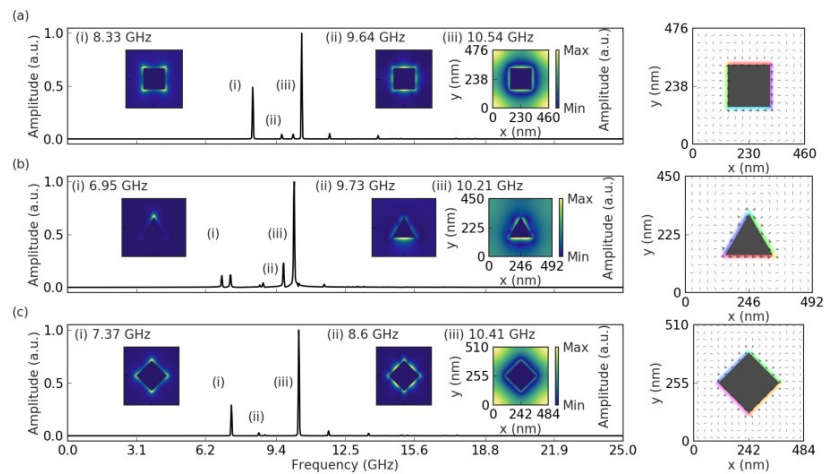 (a)
(i) 8.33 GHz (ii) 9.64 GHz (iii) 10.54 GHz
Amplitude (a.u.)
1.0
0.5
0.0
(i)
(ii)
(iii)
y (nm)
476
238
0
0 230 460
x (nm)
Max
Min
Amplitude (a.u.)
y (nm)
476
238
0
0 230 460
x (nm)
(b)
(i) 6.95 GHz (ii) 9.73 GHz (iii) 10.21 GHz
Amplitude (a.u.)
1.0
0.5
0.0
(i)
(ii)
(iii)
y (nm)
450
225
0
0 246 492
x (nm)
Max
Min
Amplitude (a.u.)
y (nm)
450
225
0
0 246 492
x (nm)
(c)
(i) 7.37 GHz (ii) 8.6 GHz (iii) 10.41 GHz
Amplitude (a.u.)
1.0
0.5
0.0
(i)
(ii)
(iii)
y (nm)
510
255
0
0 242 484
x (nm)
Max
Min
Amplitude (a.u.)
y (nm)
510
255
0
0 242 484
x (nm)
0.0 3.1 6.2 9.4 12.5 15.6 18.8 21.9 25.0
Frequency (GHz)